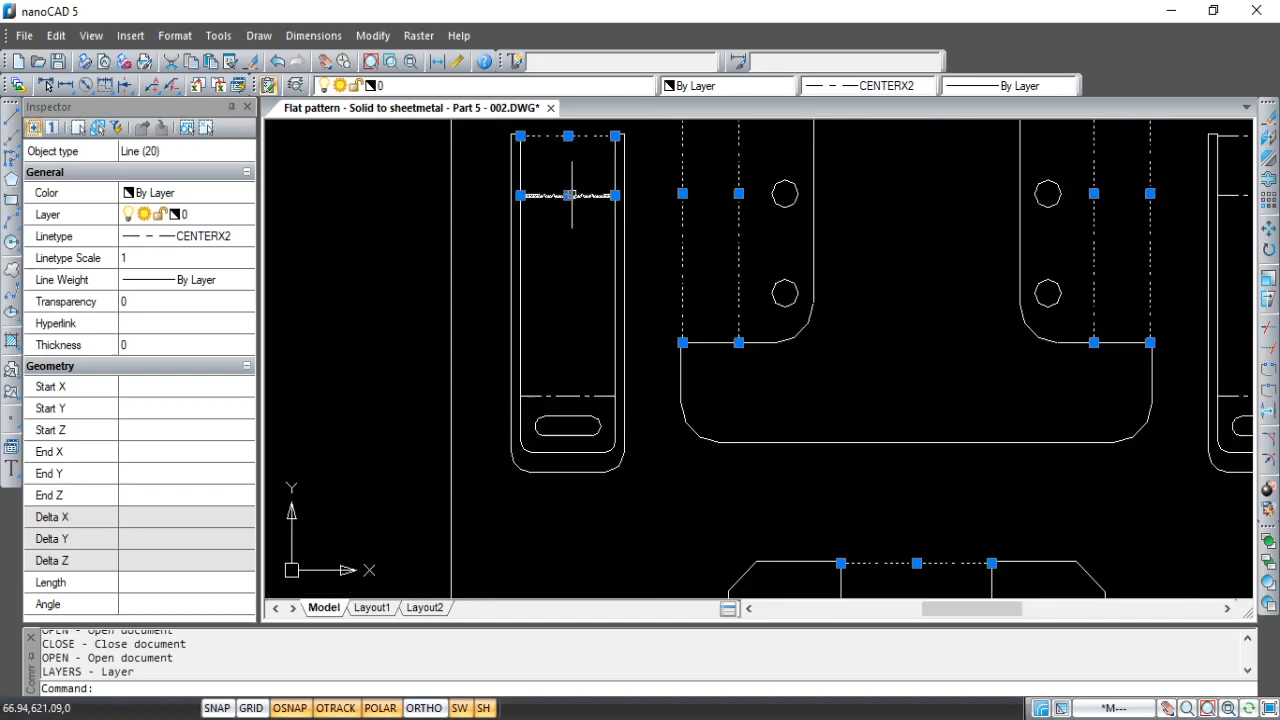 nanoCAD 5
File Edit View Insert Format Tools Draw Dimensions Modify Raster Help
0 By Layer CENTERX2 By Layer
Inspector
Flat pattern - Solid to sheetmetal - Part 5 - 002.DWG*
Object type Line (20)
General
Color By Layer
Layer 0
Linetype CENTERX2
Linetype Scale 1
Line Weight By Layer
Transparency 0
Hyperlink
Thickness 0
Geometry
Start X
Start Y
Start Z
End X
End Y
End Z
Delta X
Delta Y
Delta Z
Length
Angle
Y
X
Model Layout1 Layout2
OPEN - Open document
CLOSE - Close document
OPEN - Open document
LAYERS - Layer
Command:
66.94,621.09,0 SNAP GRID OSNAP OTRACK POLAR ORTHO SW SH *M---